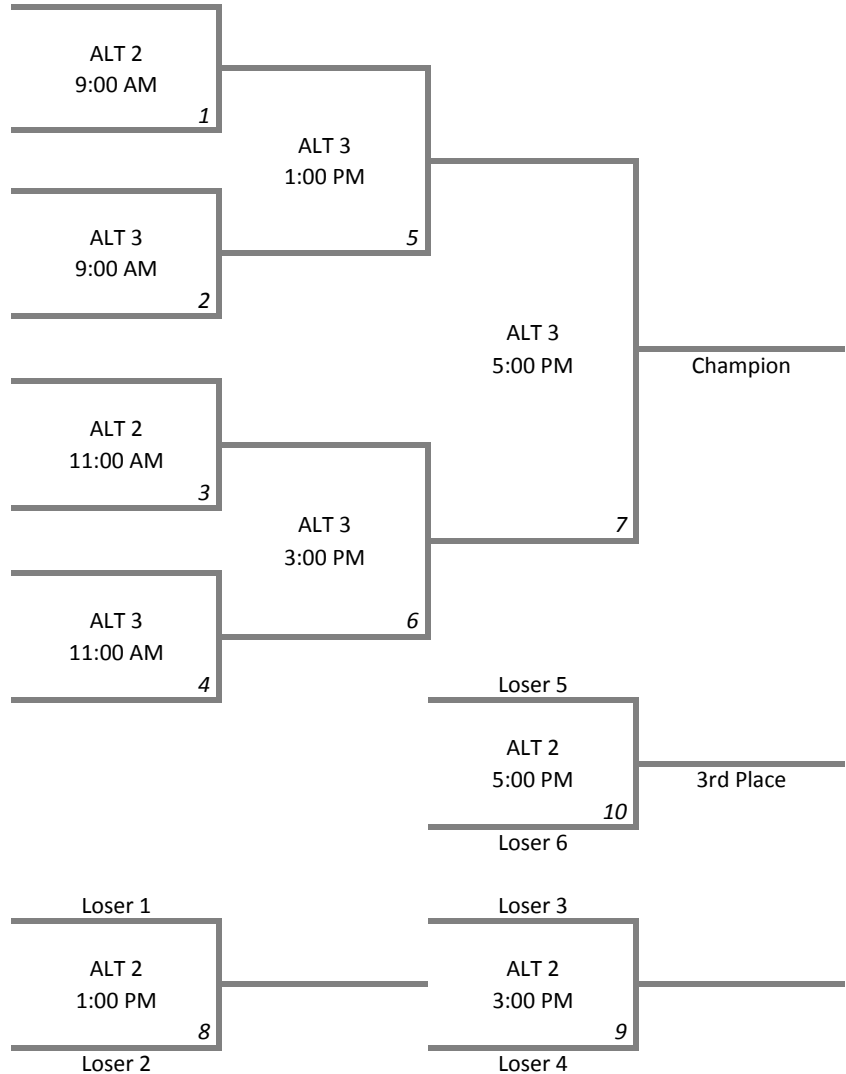 ALT 2
9:00 AM
1
ALT 3
1:00 PM
5
ALT 3
9:00 AM
2
ALT 3
5:00 PM
7
Champion
ALT 2
11:00 AM
3
ALT 3
3:00 PM
6
ALT 3
11:00 AM
4
Loser 5
ALT 2
5:00 PM
10
3rd Place
Loser 6
Loser 1
ALT 2
1:00 PM
8
Loser 2
Loser 3
ALT 2
3:00 PM
9
Loser 4